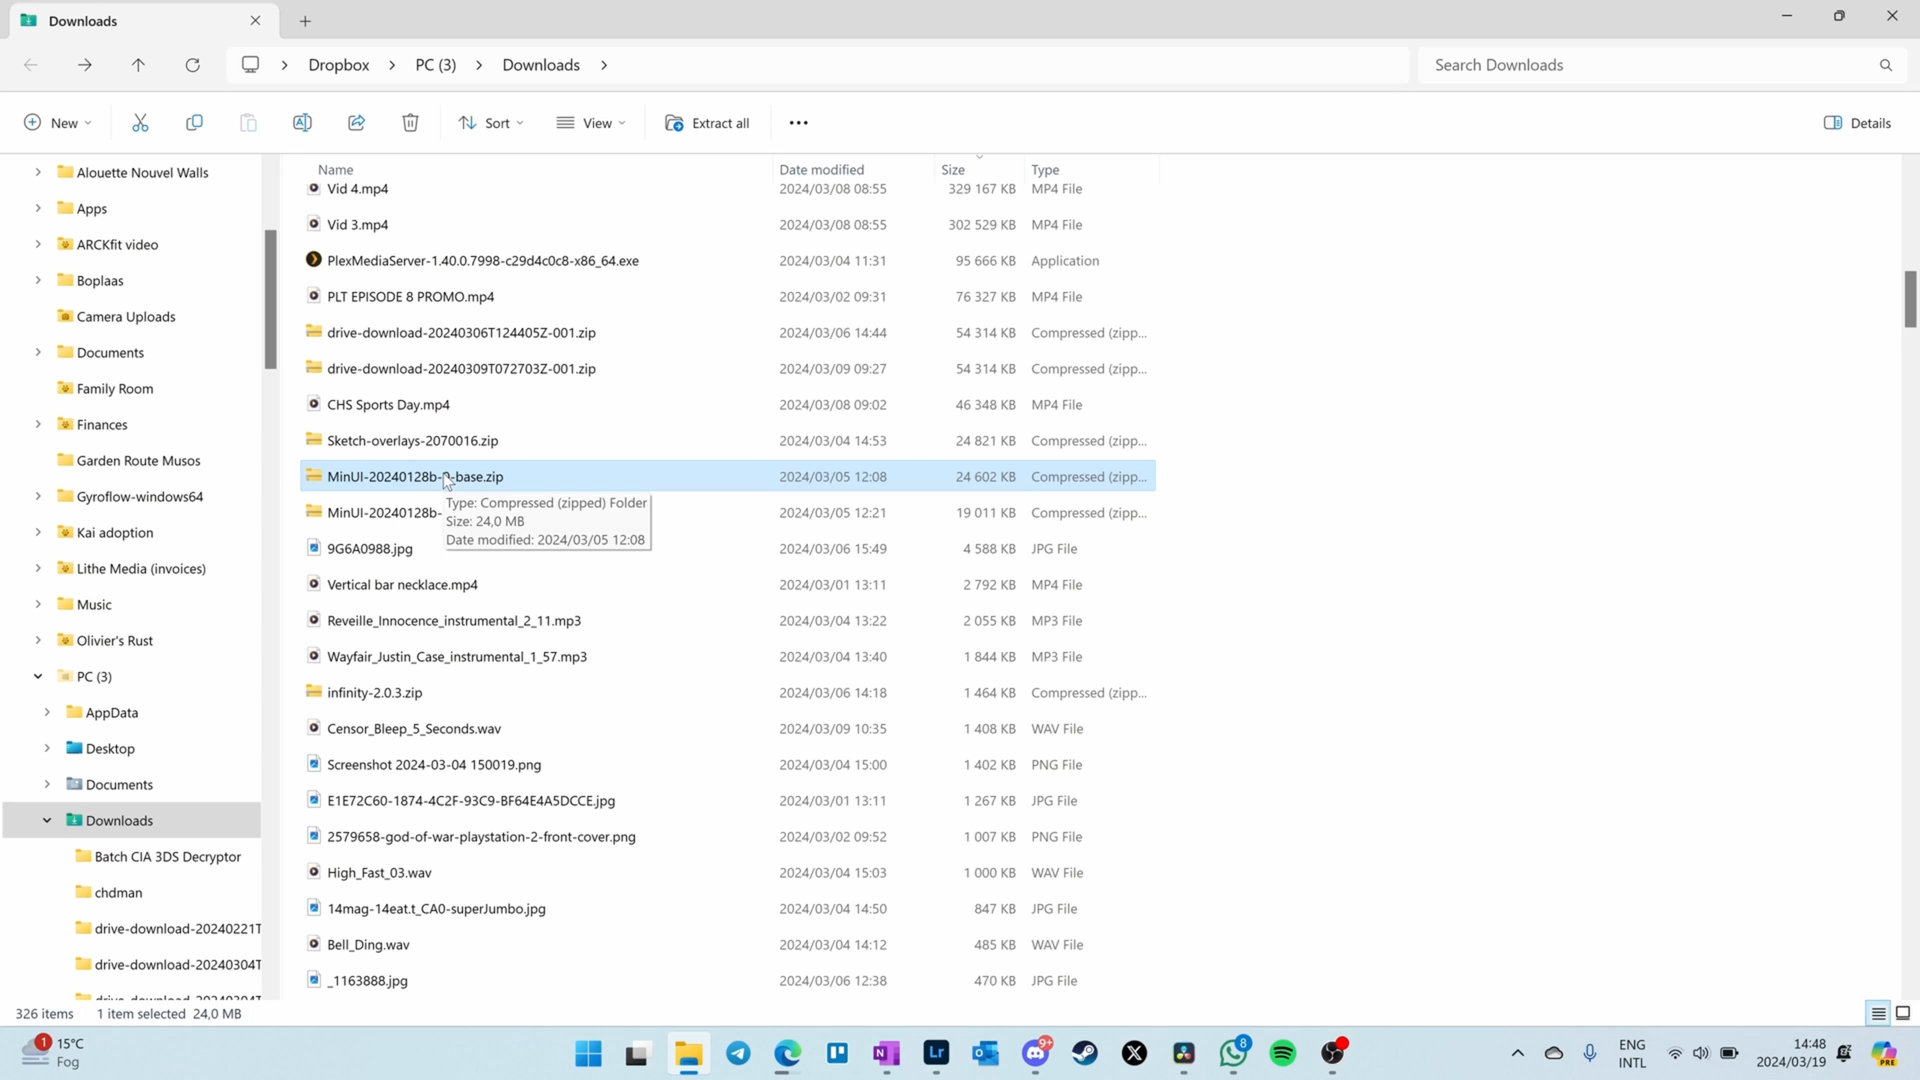 Downloads
Dropbox
PC (3)
Downloads
Search Downloads
New
Sort
View
Extract all
Details
Name
Date modified
Size
Type
Alouette Nouvel Walls
Apps
ARCKfit video
Boplaas
Camera Uploads
Documents
Family Room
Finances
Garden Route Musos
Gyroflow-windows64
Kai adoption
Lithe Media (invoices)
Music
Olivier's Rust
PC (3)
AppData
Desktop
Documents
Downloads
Batch CIA 3DS Decryptor
chdman
drive-download-20240221T
drive-download-20240304T
drive-download-20240304T
Vid 4.mp4 2024/03/08 08:55 329 167 KB MP4 File
Vid 3.mp4 2024/03/08 08:55 302 529 KB MP4 File
PlexMediaServer-1.40.0.7998-c29d4c0c8-x86_64.exe 2024/03/04 11:31 95 666 KB Application
PLT EPISODE 8 PROMO.mp4 2024/03/02 09:31 76 327 KB MP4 File
drive-download-20240306T124405Z-001.zip 2024/03/06 14:44 54 314 KB Compressed (zipp...
drive-download-20240309T072703Z-001.zip 2024/03/09 09:27 54 314 KB Compressed (zipp...
CHS Sports Day.mp4 2024/03/08 09:02 46 348 KB MP4 File
Sketch-overlays-2070016.zip 2024/03/04 14:53 24 821 KB Compressed (zipp...
MinUI-20240128b- -base.zip 2024/03/05 12:08 24 602 KB Compressed (zipp...
MinUI-20240128b- 2024/03/05 12:21 19 011 KB Compressed (zipp...
Type: Compressed (zipped) Folder
Size: 24,0 MB
Date modified: 2024/03/05 12:08
9G6A0988.jpg 2024/03/06 15:49 4 588 KB JPG File
Vertical bar necklace.mp4 2024/03/01 13:11 2 792 KB MP4 File
Reveille_Innocence_instrumental_2_11.mp3 2024/03/04 13:22 2 055 KB MP3 File
Wayfair_Justin_Case_instrumental_1_57.mp3 2024/03/04 13:40 1 844 KB MP3 File
infinity-2.0.3.zip 2024/03/06 14:18 1 464 KB Compressed (zipp...
Censor_Bleep_5_Seconds.wav 2024/03/09 10:35 1 408 KB WAV File
Screenshot 2024-03-04 150019.png 2024/03/04 15:00 1 402 KB PNG File
E1E72C60-1874-4C2F-93C9-BF64E4A5DCCE.jpg 2024/03/01 13:11 1 267 KB JPG File
2579658-god-of-war-playstation-2-front-cover.png 2024/03/02 09:52 1 007 KB PNG File
High_Fast_03.wav 2024/03/04 15:03 1 000 KB WAV File
14mag-14eat.t_CA0-superJumbo.jpg 2024/03/04 14:50 847 KB JPG File
Bell_Ding.wav 2024/03/04 14:12 485 KB WAV File
_1163888.jpg 2024/03/06 12:38 470 KB JPG File
326 items 1 item selected 24,0 MB
1
15°C
Fog
N
Lr
9+
8
ENG
INTL
14:48
2024/03/19
PRE